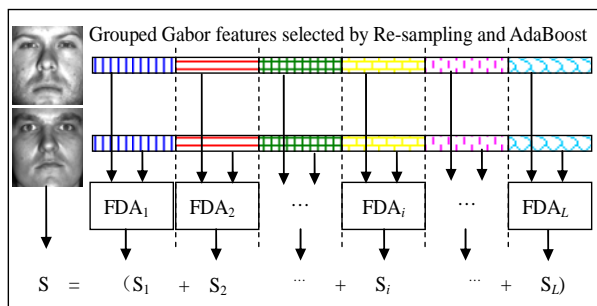 Grouped Gabor features selected by Re-sampling and AdaBoost
FDA1 FDA2 ... FDAi ... FDAL
S = (S1 + S2 ... + Si ... + SL)